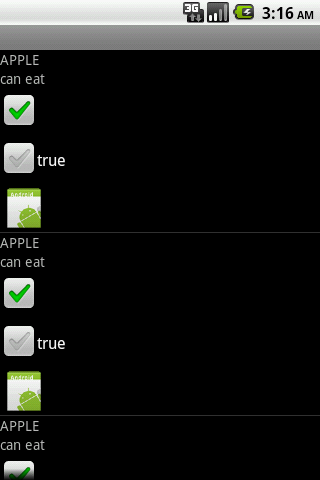 3G 3:16 AM
APPLE
can eat
true
Android
APPLE
can eat
true
Android
APPLE
can eat